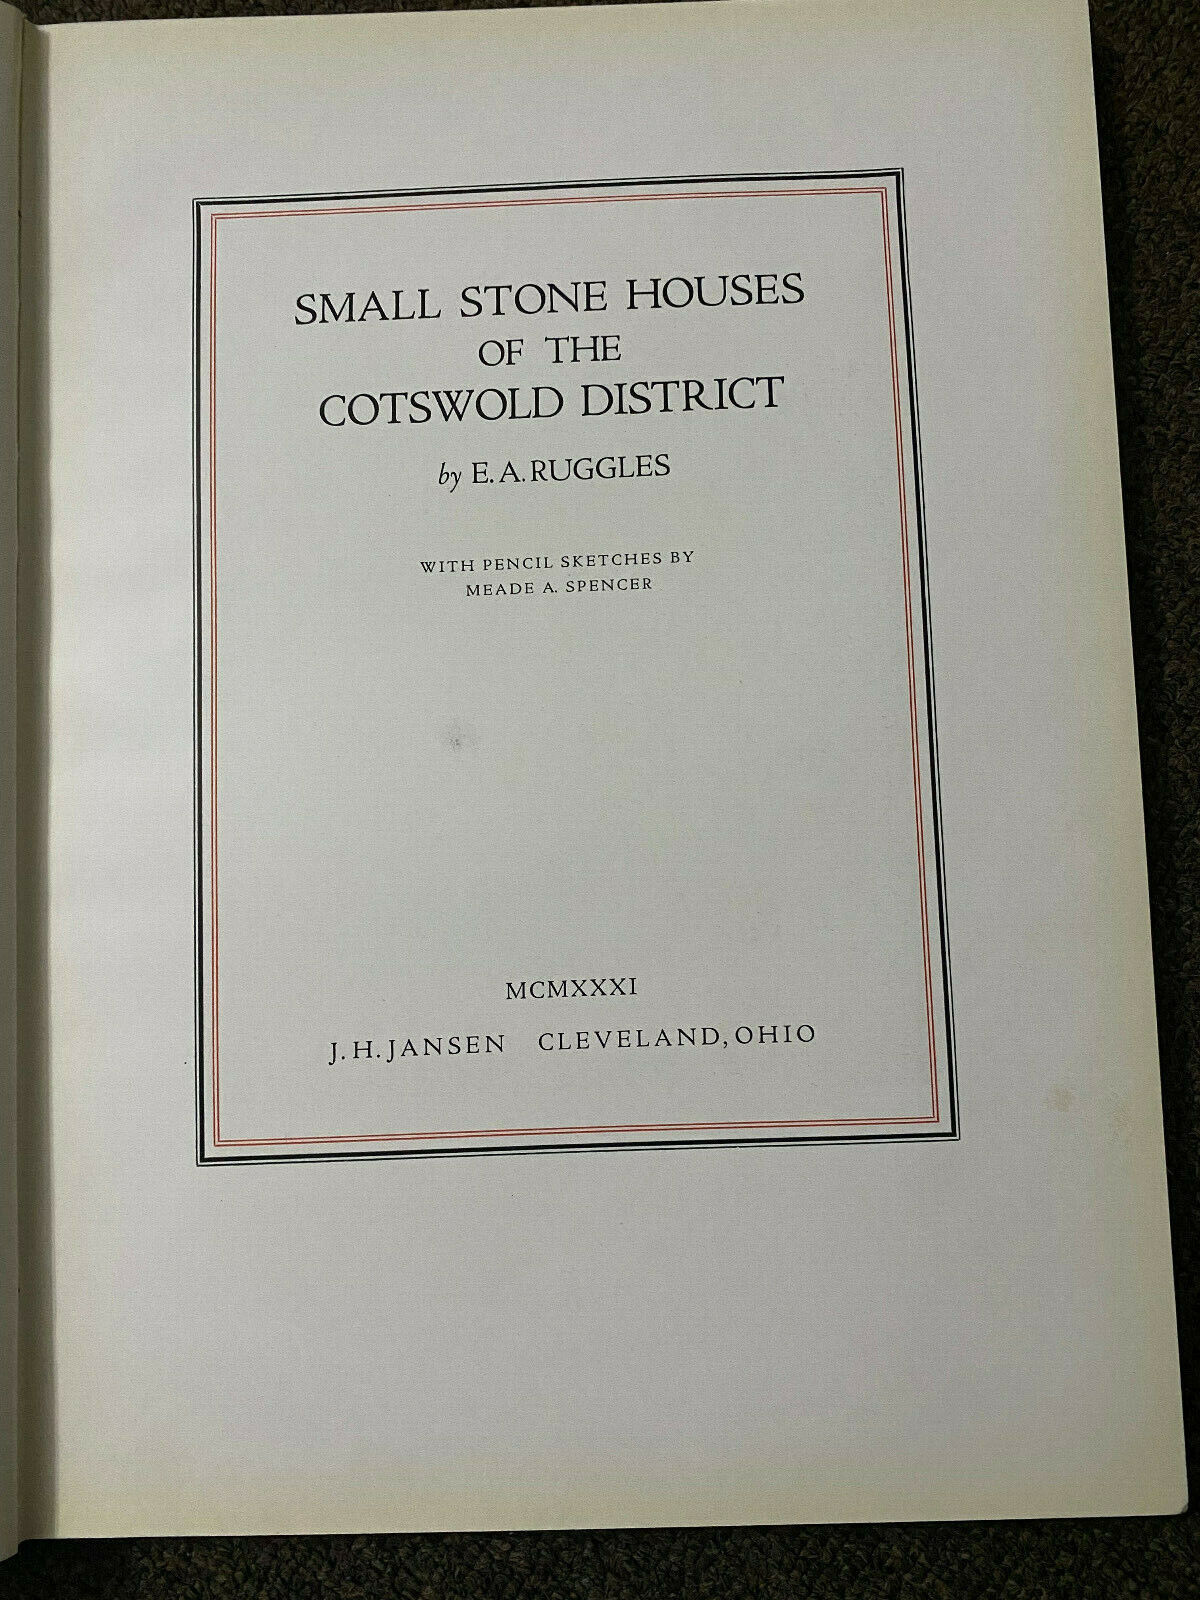 SMALL STONE HOUSES
OF THE
COTSWOLD DISTRICT
by E. A. RUGGLES
WITH PENCIL SKETCHES BY
MEADE A. SPENCER
MCMXXXI
J. H. JANSEN CLEVELAND, OHIO